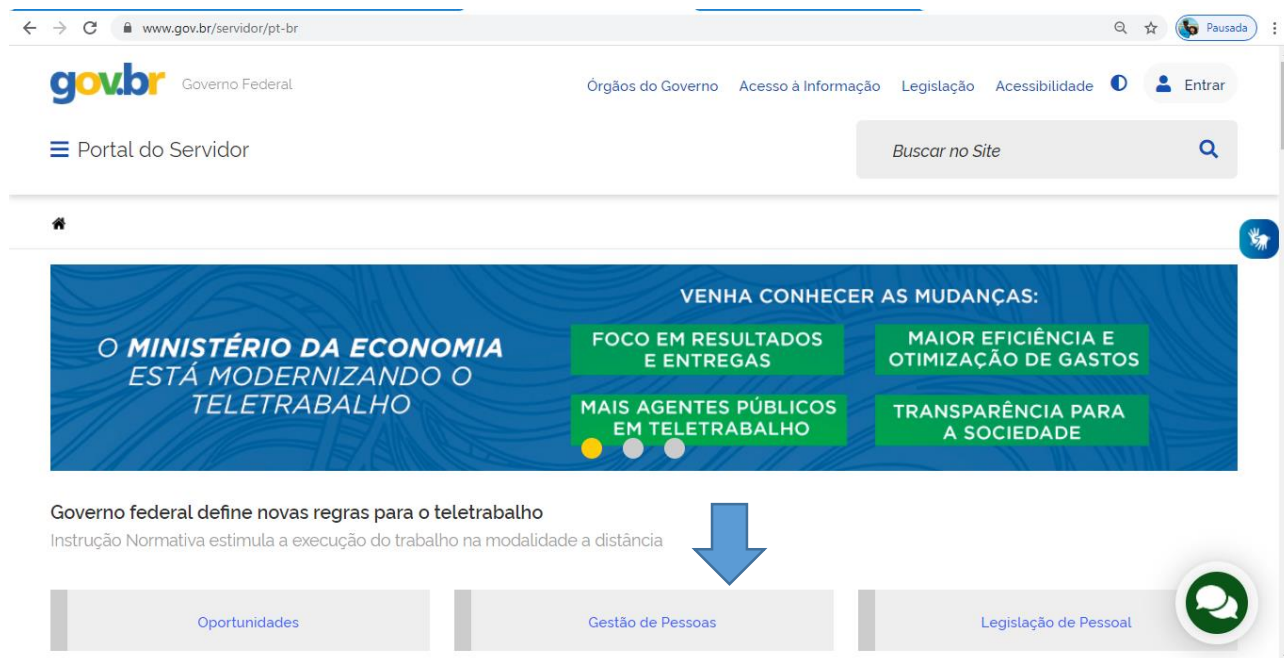 www.gov.br/servidor/pt-br
Pausada
gov.br
Governo Federal
Órgãos do Governo Acesso à Informação Legislação Acessibilidade Entrar
Portal do Servidor
Buscar no Site
VENHA CONHECER AS MUDANÇAS:
O MINISTÉRIO DA ECONOMIA
ESTÁ MODERNIZANDO O
TELETRABALHO
FOCO EM RESULTADOS
E ENTREGAS
MAIOR EFICIÊNCIA E
OTIMIZAÇÃO DE GASTOS
MAIS AGENTES PÚBLICOS
EM TELETRABALHO
TRANSPARÊNCIA PARA
A SOCIEDADE
Governo federal define novas regras para o teletrabalho
Instrução Normativa estimula a execução do trabalho na modalidade a distância
Oportunidades
Gestão de Pessoas
Legislação de Pessoal